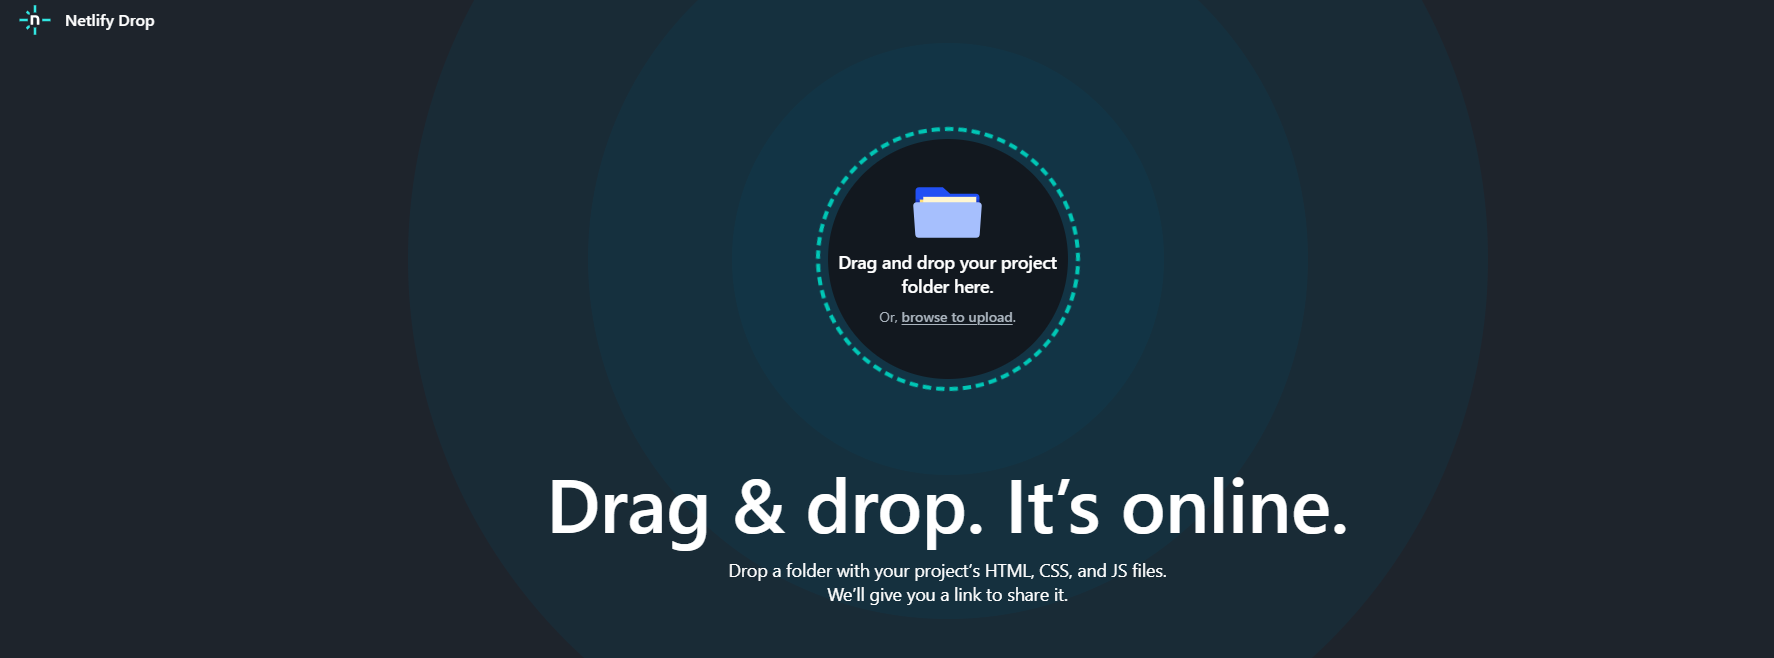 n Netlify Drop
Drag and drop your project
folder here.
Or, browse to upload.
Drag & drop. It’s online.
Drop a folder with your project’s HTML, CSS, and JS files.
We’ll give you a link to share it.